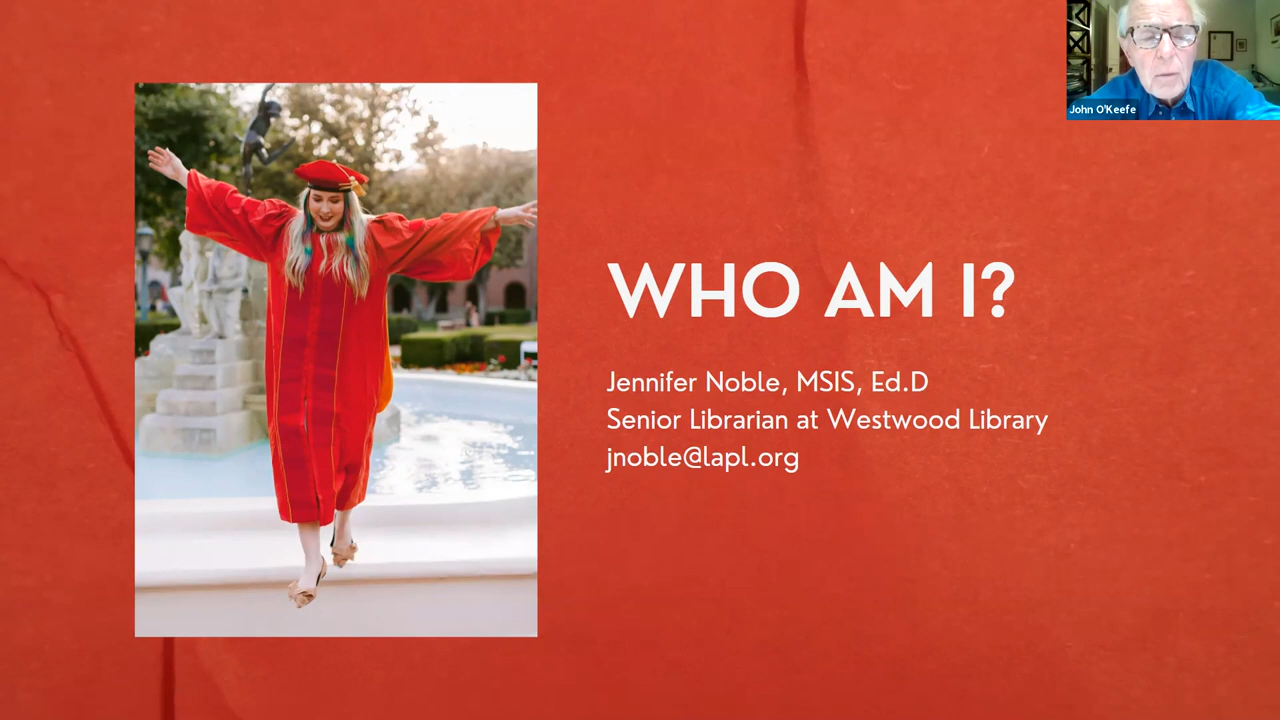 John O'Keefe
WHO AM I?
Jennifer Noble, MSIS, Ed.D
Senior Librarian at Westwood Library
jnoble@lapl.org